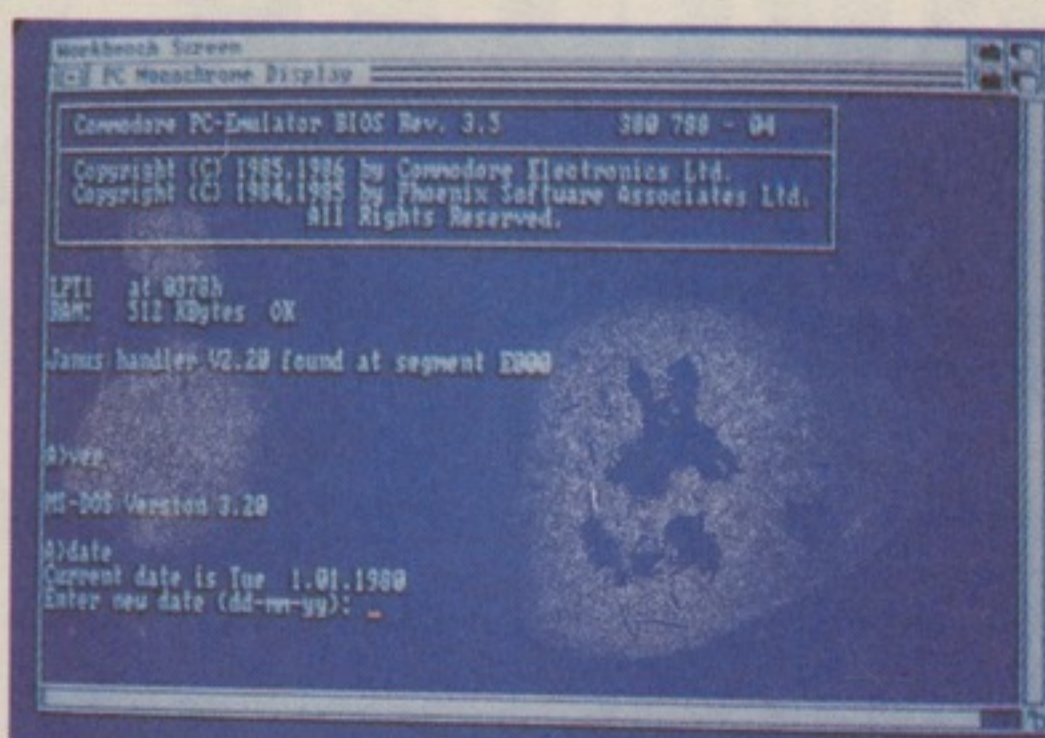 Workbench Screen
PC Monochrome Display
Commodore PC-Emulator BIOS Rev. 3.5 380 788 - 04
Copyright (C) 1985,1986 by Commodore Electronics Ltd.
Copyright (C) 1984,1985 by Phoenix Software Associates Ltd.
All Rights Reserved.
LPT1 at 0378h
RAM: 512 KBytes OK
Janus handler V2.20 found at segment E000
A>ver
MS-DOS Version 3.20
A>date
Current date is Tue 1.01.1980
Enter new date (dd-mm-yy): _